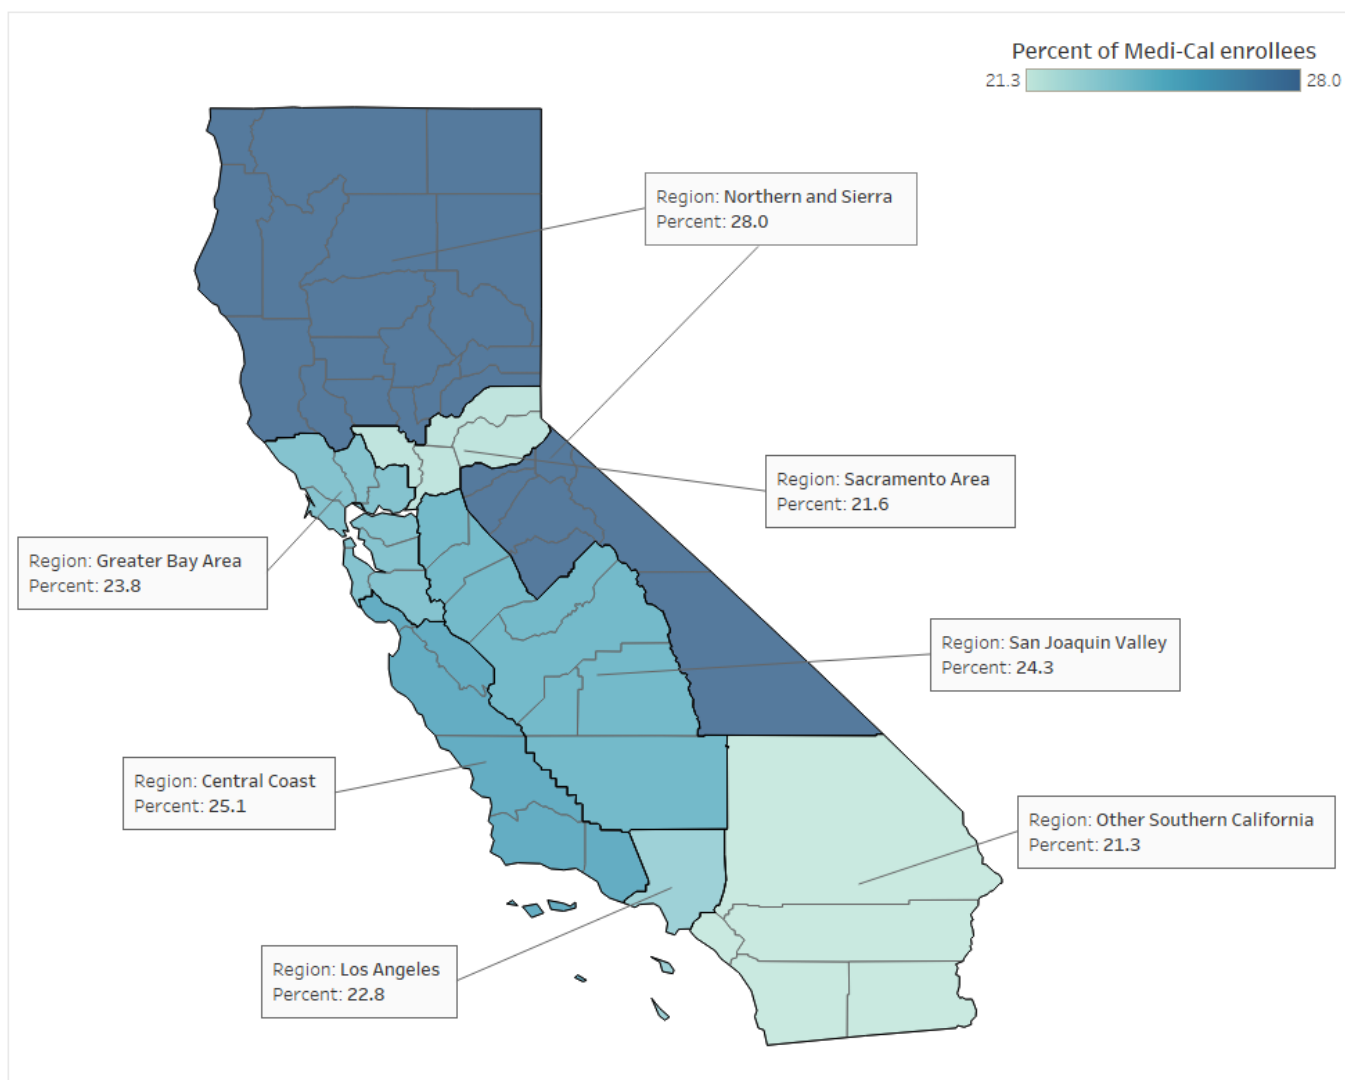 Percent of Medi-Cal enrollees
21.3 28.0
Region: Northern and Sierra
Percent: 28.0
Region: Sacramento Area
Percent: 21.6
Region: Greater Bay Area
Percent: 23.8
Region: San Joaquin Valley
Percent: 24.3
Region: Central Coast
Percent: 25.1
Region: Other Southern California
Percent: 21.3
Region: Los Angeles
Percent: 22.8